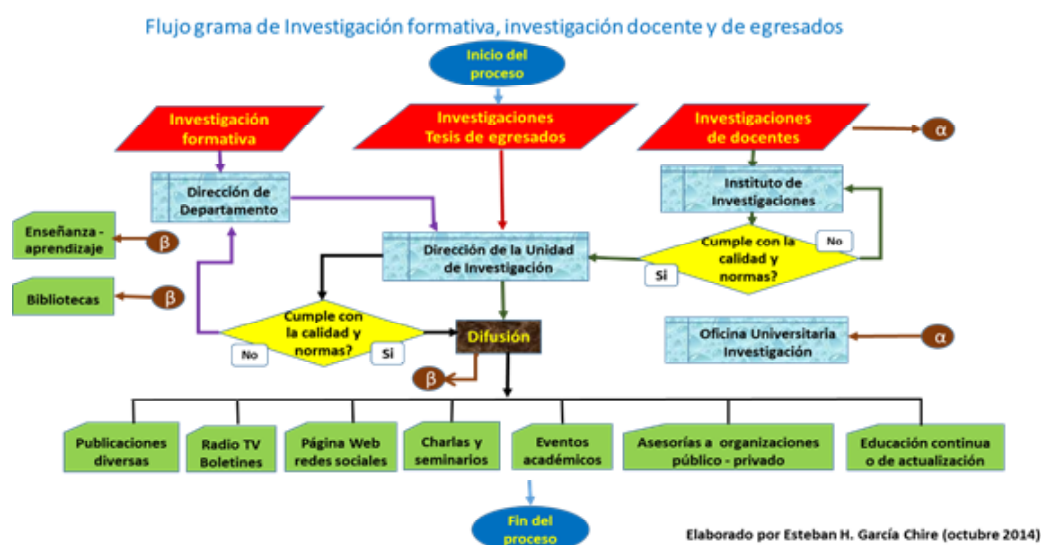 Flujo grama de Investigación formativa, investigación docente y de egresados
Inicio del
proceso
Investigación
formativa
Investigaciones
Tesis de egresados
Investigaciones
de docentes
α
Dirección de
Departamento
Instituto de
Investigaciones
Enseñanza -
aprendizaje
β
Dirección de la Unidad
de Investigación
Cumple con la
calidad y
normas?
No
Si
Bibliotecas
β
Cumple con
la calidad y
normas?
No
Si
Difusión
β
Oficina Universitaria
Investigación
α
Publicaciones
diversas
Radio TV
Boletines
Página Web
redes sociales
Charlas y
seminarios
Eventos
académicos
Asesorías a organizaciones
público - privado
Educación continua
o de actualización
Fin del
proceso
Elaborado por Esteban H. García Chire (octubre 2014)